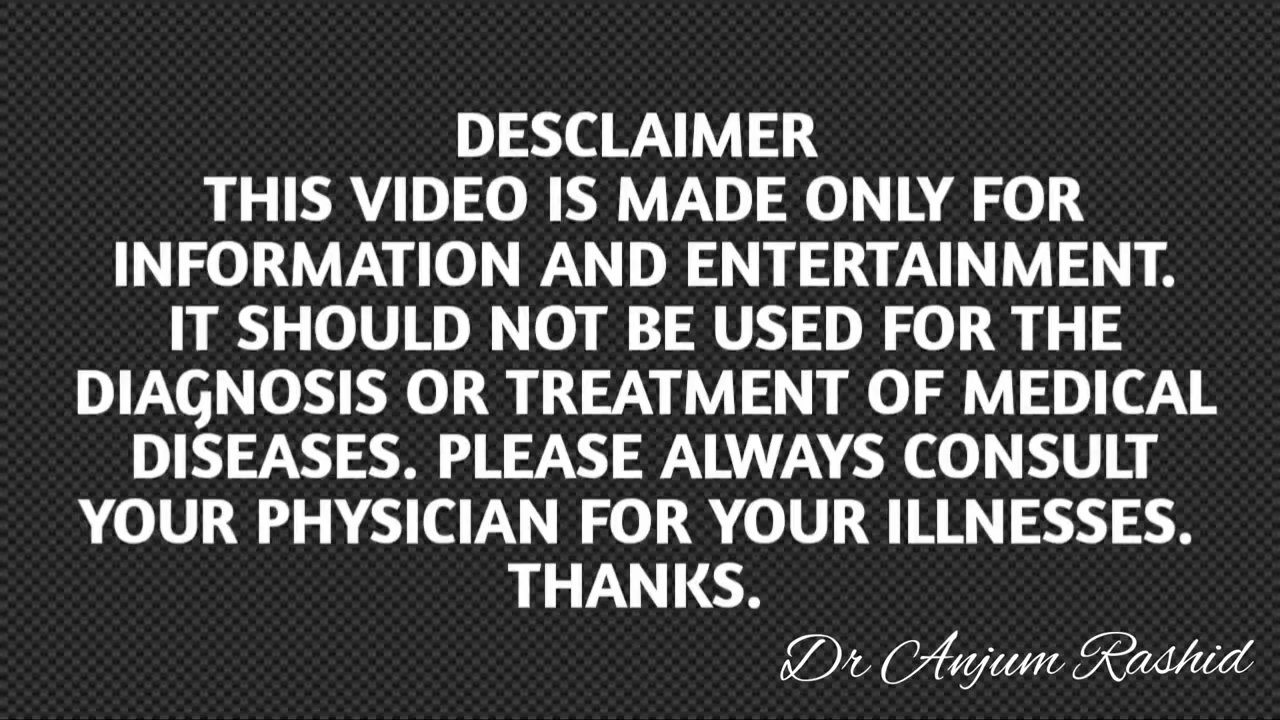 DESCLAIMER
THIS VIDEO IS MADE ONLY FOR
INFORMATION AND ENTERTAINMENT.
IT SHOULD NOT BE USED FOR THE
DIAGNOSIS OR TREATMENT OF MEDICAL
DISEASES. PLEASE ALWAYS CONSULT
YOUR PHYSICIAN FOR YOUR ILLNESSES.
THANKS.
Dr Anjum Rashid